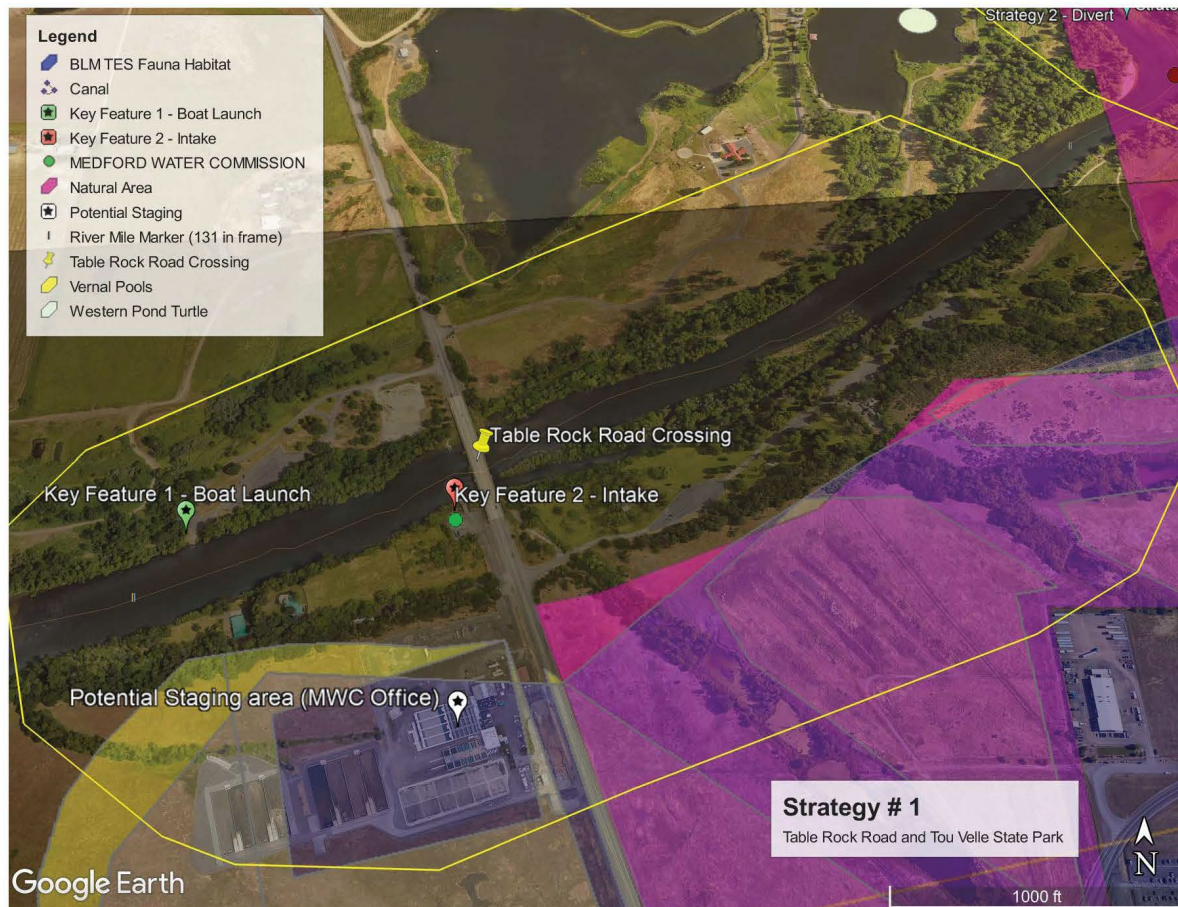 Legend
BLM TES Fauna Habitat
Canal
Key Feature 1 - Boat Launch
Key Feature 2 - Intake
MEDFORD WATER COMMISSION
Natural Area
Potential Staging
River Mile Marker (131 in frame)
Table Rock Road Crossing
Vernal Pools
Western Pond Turtle
Strategy 2 - Divert
Table Rock Road Crossing
Key Feature 1 - Boat Launch
Key Feature 2 - Intake
Potential Staging area (MWC Office)
Strategy # 1
Table Rock Road and Tou Velle State Park
N
Google Earth
1000 ft